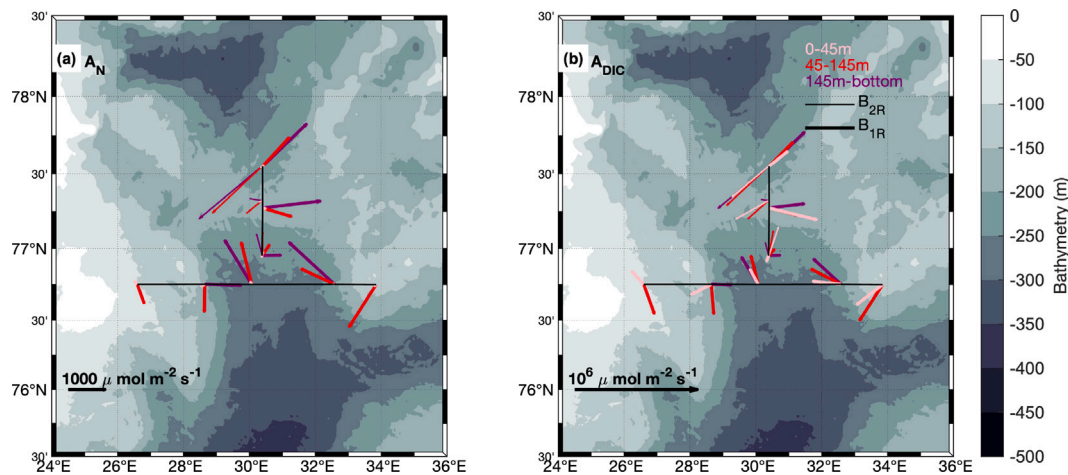 30'
(a) A_N
78°N
30'
77°N
30'
1000 μ mol m⁻² s⁻¹
76°N
30'
24°E 26°E 28°E 30°E 32°E 34°E 36°E
30'
(b) A_DIC
0-45m
45-145m
145m-bottom
B_2R
B_1R
78°N
30'
77°N
30'
10⁶ μ mol m⁻² s⁻¹
76°N
30'
24°E 26°E 28°E 30°E 32°E 34°E 36°E
0
-50
-100
-150
-200
-250
-300
-350
-400
-450
-500
Bathymetry (m)